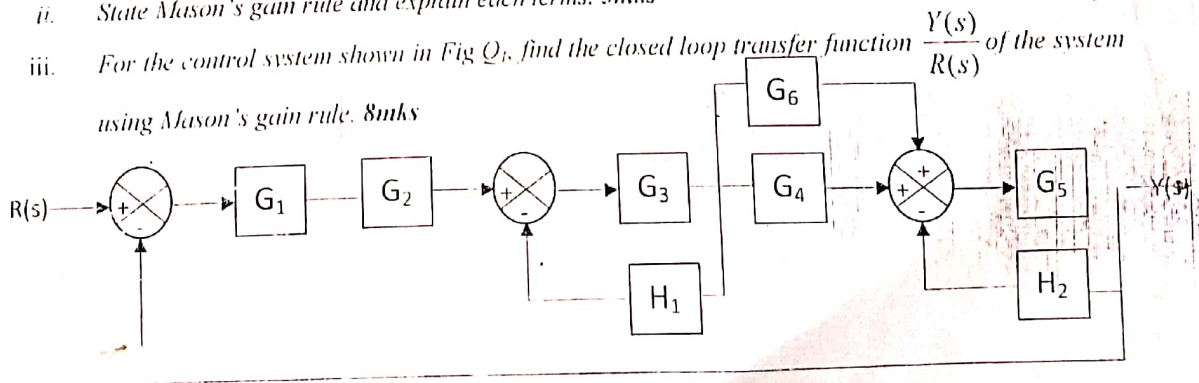 ii. State Mason's gain rule and explain each terms.
iii. For the control system shown in Fig Q₁, find the closed loop transfer function Y(s)/R(s) of the system
using Mason's gain rule. 8mks
G₆
R(s) + - G₁ G₂ + - G₃ G₄ + + - G₅ Y(s)
H₁ H₂